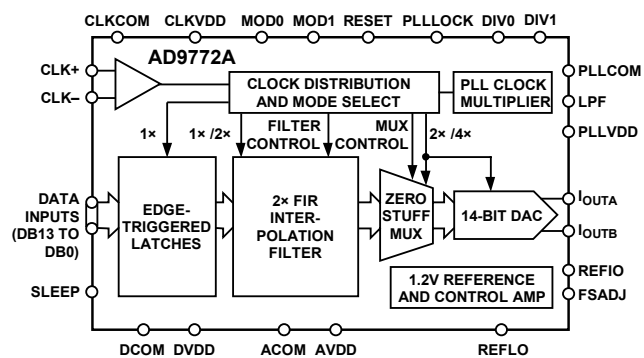 CLKCOM CLKVDD MOD0 MOD1 RESET PLLLOCK DIV0 DIV1
AD9772A
CLK+
CLK–
CLOCK DISTRIBUTION
AND MODE SELECT
PLL CLOCK
MULTIPLIER
PLLCOM
LPF
PLLVDD
1×
1× /2×
FILTER
CONTROL
MUX
CONTROL
2× /4×
DATA
INPUTS
(DB13 TO
DB0)
EDGE-
TRIGGERED
LATCHES
2× FIR
INTER-
POLATION
FILTER
ZERO
STUFF
MUX
14-BIT DAC
IOUTA
IOUTB
1.2V REFERENCE
AND CONTROL AMP
REFIO
FSADJ
SLEEP
DCOM DVDD ACOM AVDD REFLO